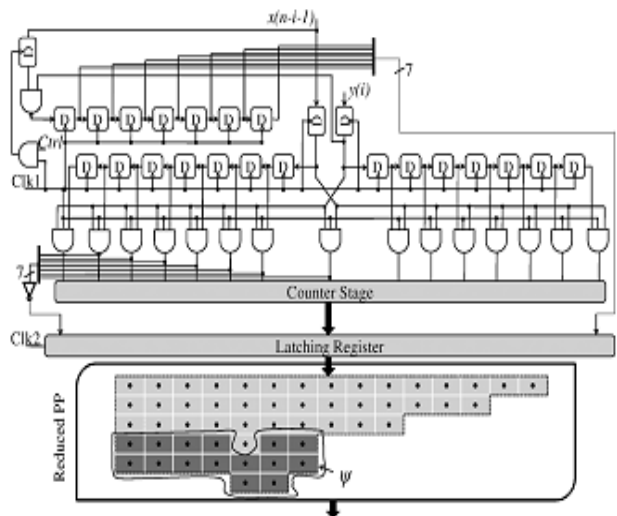 x(n-i-1)
7
y(i)
D D D D D D D
D
D
D
Ctrl
D D D D D D D
D D D D D D D
Clk1
7
Counter Stage
Clk2
Latching Register
Reduced PP
ψ